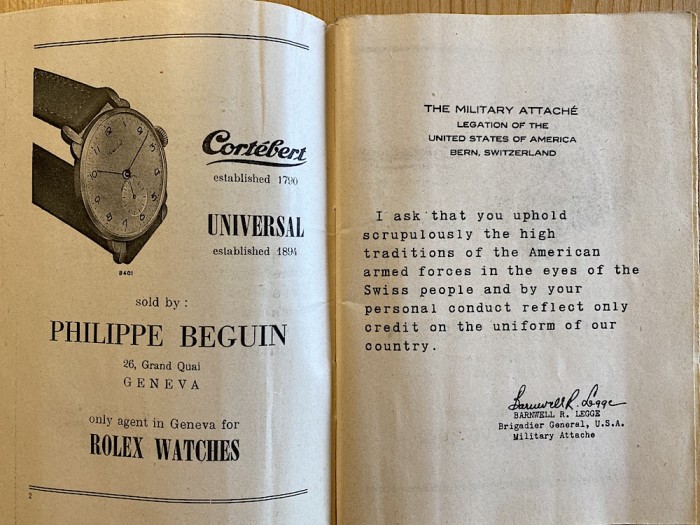 Cortébert
established 1790
UNIVERSAL
established 1894
8401
sold by :
PHILIPPE BEGUIN
26, Grand Quai
GENEVA
only agent in Geneva for
ROLEX WATCHES
2
THE MILITARY ATTACHÉ
LEGATION OF THE
UNITED STATES OF AMERICA
BERN, SWITZERLAND
I ask that you uphold
scrupulously the high
traditions of the American
armed forces in the eyes of the
Swiss people and by your
personal conduct reflect only
credit on the uniform of our
country.
Barnwell R. Legge
BARNWELL R. LEGGE
Brigadier General, U.S.A.
Military Attache